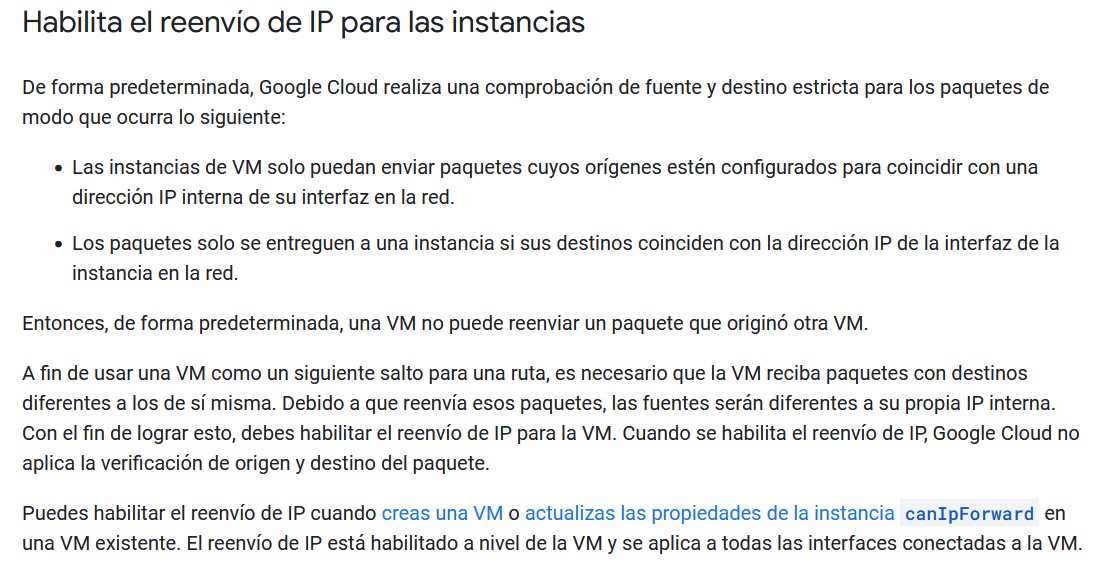 Habilita el reenvío de IP para las instancias
De forma predeterminada, Google Cloud realiza una comprobación de fuente y destino estricta para los paquetes de
modo que ocurra lo siguiente:
• Las instancias de VM solo puedan enviar paquetes cuyos orígenes estén configurados para coincidir con una
dirección IP interna de su interfaz en la red.
• Los paquetes solo se entreguen a una instancia si sus destinos coinciden con la dirección IP de la interfaz de la
instancia en la red.
Entonces, de forma predeterminada, una VM no puede reenviar un paquete que originó otra VM.
A fin de usar una VM como un siguiente salto para una ruta, es necesario que la VM reciba paquetes con destinos
diferentes a los de sí misma. Debido a que reenvía esos paquetes, las fuentes serán diferentes a su propia IP interna.
Con el fin de lograr esto, debes habilitar el reenvío de IP para la VM. Cuando se habilita el reenvío de IP, Google Cloud no
aplica la verificación de origen y destino del paquete.
Puedes habilitar el reenvío de IP cuando creas una VM o actualizas las propiedades de la instancia canIpForward en
una VM existente. El reenvío de IP está habilitado a nivel de la VM y se aplica a todas las interfaces conectadas a la VM.